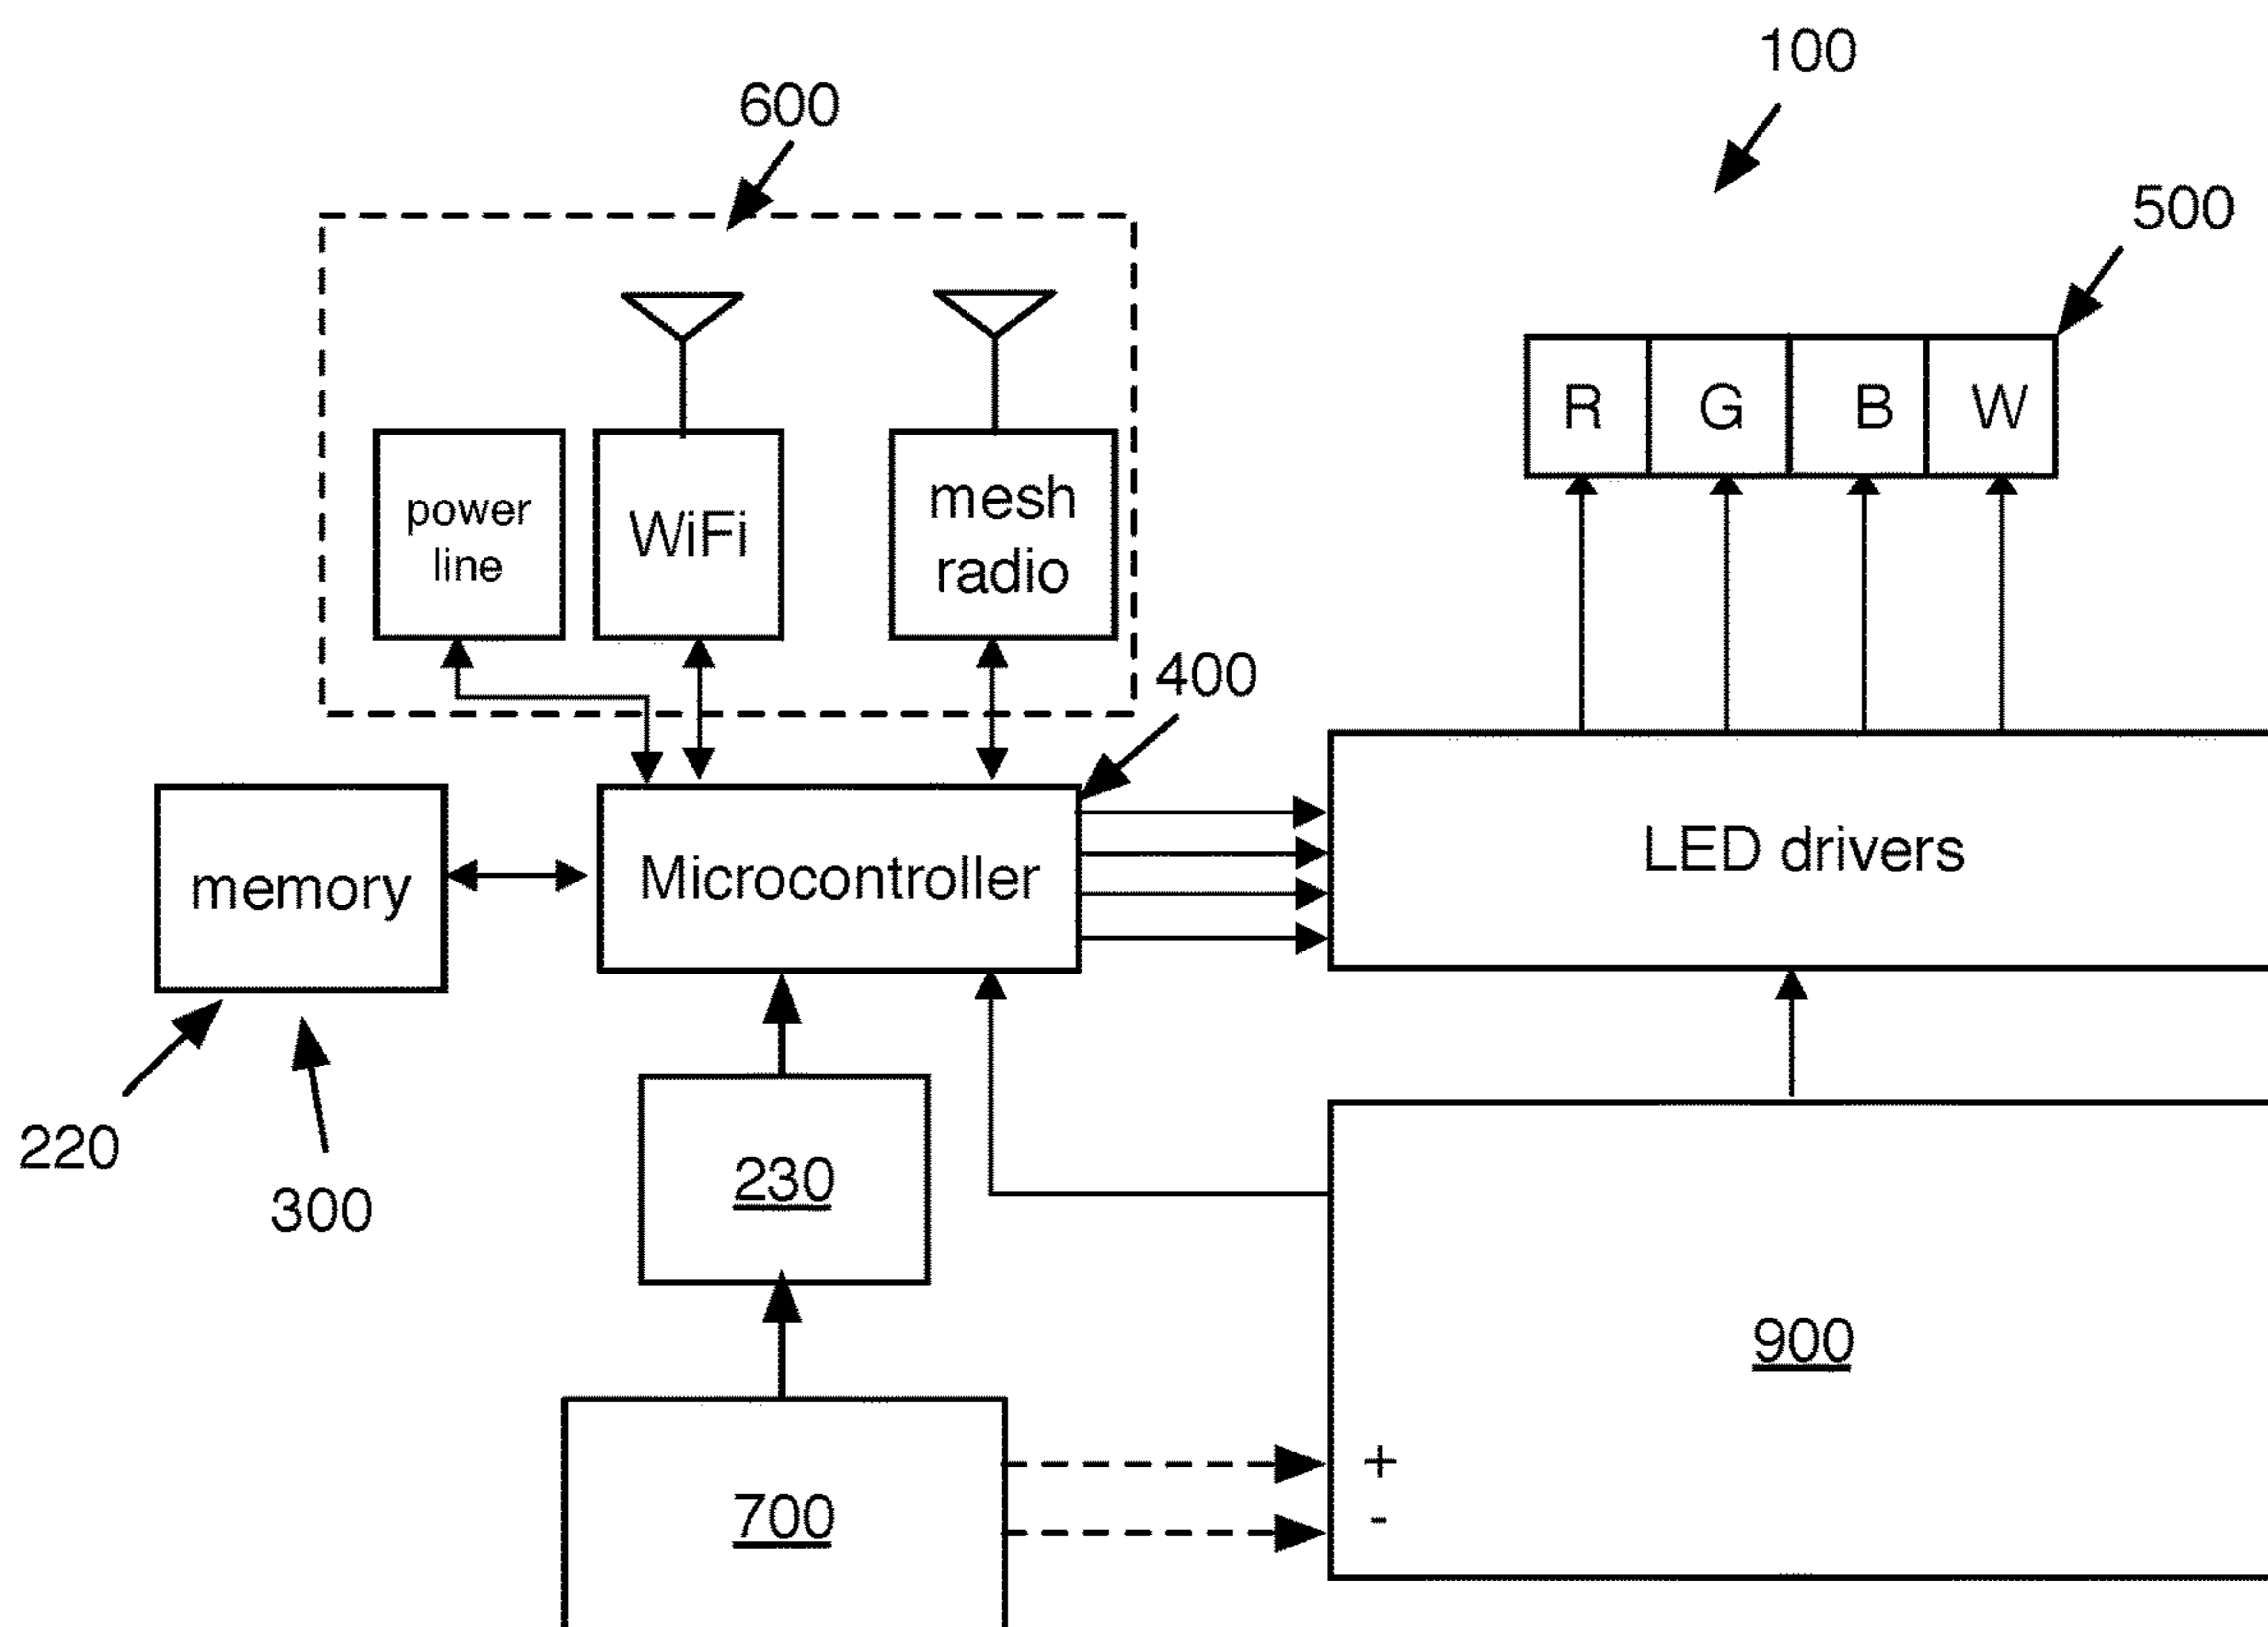 100
600
500
R G B W
power
line
WiFi
mesh
radio
400
memory
Microcontroller
LED drivers
220
300
230
900
+
-
700